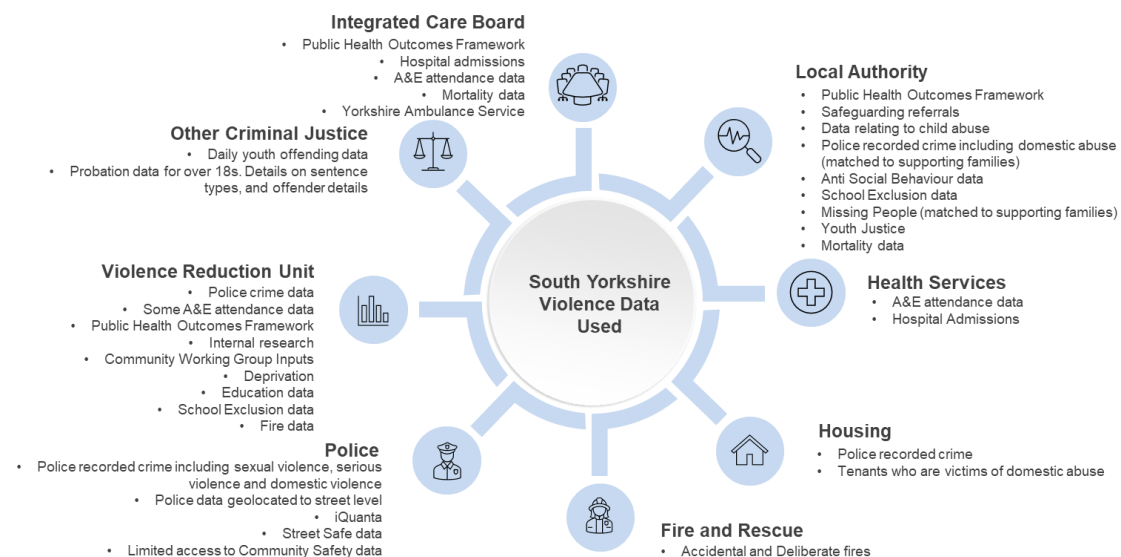 Integrated Care Board
• Public Health Outcomes Framework
• Hospital admissions
• A&E attendance data
• Mortality data
• Yorkshire Ambulance Service
Local Authority
• Public Health Outcomes Framework
• Safeguarding referrals
• Data relating to child abuse
• Police recorded crime including domestic abuse
(matched to supporting families)
• Anti Social Behaviour data
• School Exclusion data
• Missing People (matched to supporting families)
• Youth Justice
• Mortality data
Other Criminal Justice
• Daily youth offending data
• Probation data for over 18s. Details on sentence
types, and offender details
South Yorkshire
Violence Data
Used
Violence Reduction Unit
• Police crime data
• Some A&E attendance data
• Public Health Outcomes Framework
• Internal research
• Community Working Group Inputs
• Deprivation
• Education data
• School Exclusion data
• Fire data
Health Services
• A&E attendance data
• Hospital Admissions
Housing
• Police recorded crime
• Tenants who are victims of domestic abuse
Police
• Police recorded crime including sexual violence, serious
violence and domestic violence
• Police data geolocated to street level
• iQuanta
• Street Safe data
• Limited access to Community Safety data
Fire and Rescue
• Accidental and Deliberate fires